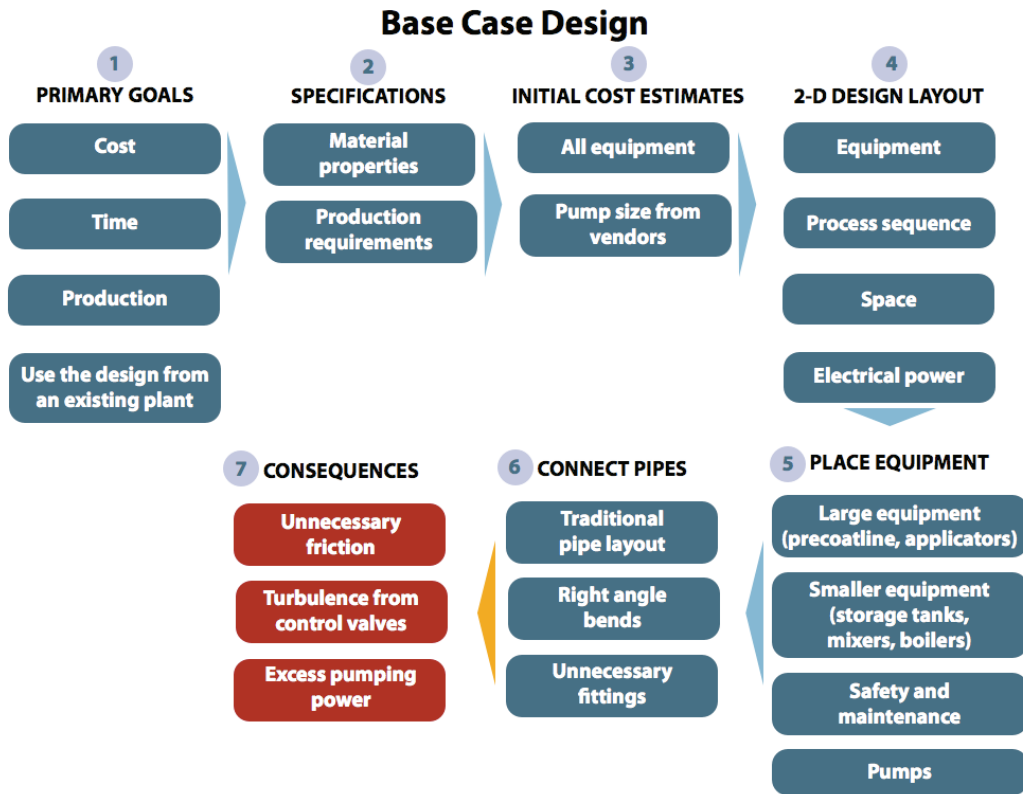 Base Case Design
1
PRIMARY GOALS
Cost
Time
Production
Use the design from
an existing plant
2
SPECIFICATIONS
Material
properties
Production
requirements
3
INITIAL COST ESTIMATES
All equipment
Pump size from
vendors
4
2-D DESIGN LAYOUT
Equipment
Process sequence
Space
Electrical power
5 PLACE EQUIPMENT
Large equipment
(precoatline, applicators)
Smaller equipment
(storage tanks,
mixers, boilers)
Safety and
maintenance
Pumps
6 CONNECT PIPES
Traditional
pipe layout
Right angle
bends
Unnecessary
fittings
7 CONSEQUENCES
Unnecessary
friction
Turbulence from
control valves
Excess pumping
power